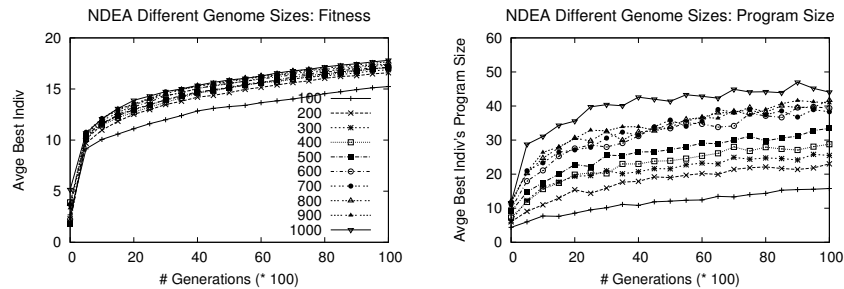 NDEA Different Genome Sizes: Fitness
20
15
10
5
0
0 20 40 60 80 100
Avge Best Indiv
# Generations (* 100)
100
200
300
400
500
600
700
800
900
1000
NDEA Different Genome Sizes: Program Size
60
50
40
30
20
10
0
0 20 40 60 80 100
Avge Best Indiv's Program Size
# Generations (* 100)